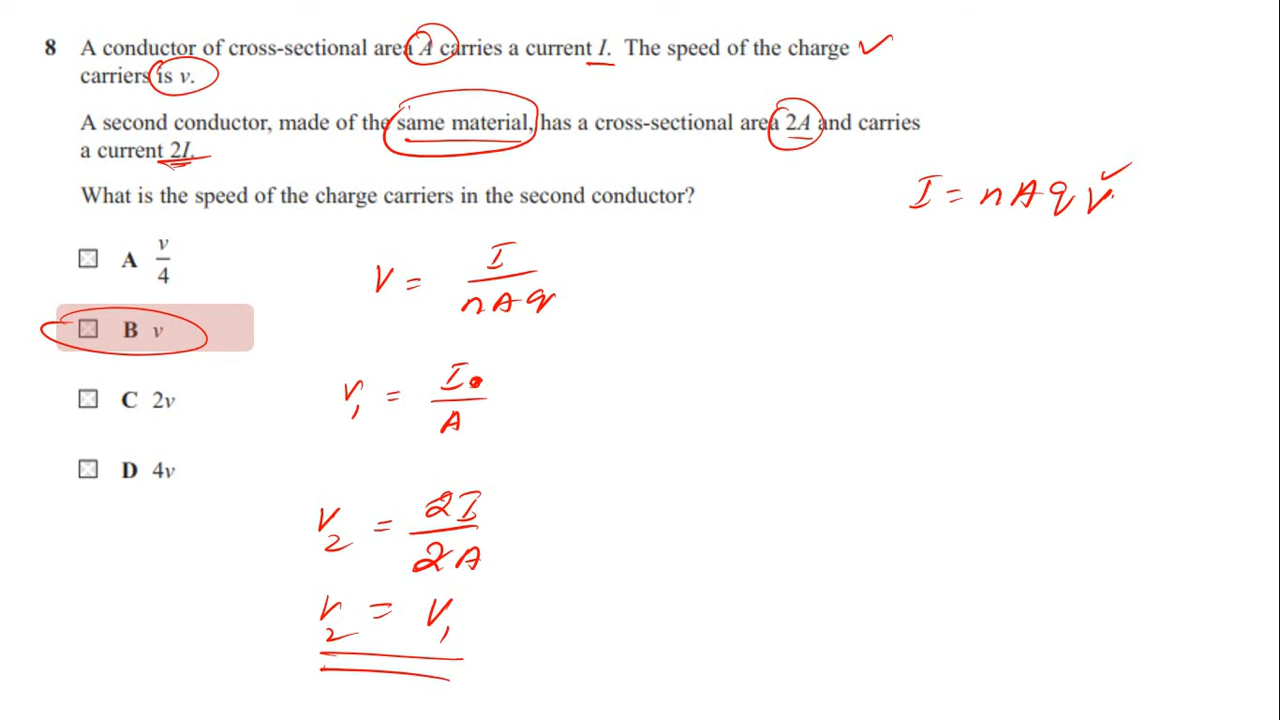 8 A conductor of cross-sectional area A carries a current I. The speed of the charge
carriers is v.
A second conductor, made of the same material, has a cross-sectional area 2A and carries
a current 2I.
What is the speed of the charge carriers in the second conductor?
I = nAqv
A v/4
V = I/nAq
B v
C 2v
V₁ = I/A
D 4v
V₂ = 2I/2A
V₂ = V₁